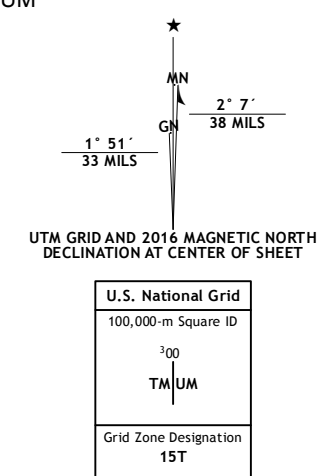 UM
★
MN
GN
2° 7´
38 MILS
1° 51´
33 MILS
UTM GRID AND 2016 MAGNETIC NORTH
DECLINATION AT CENTER OF SHEET
U.S. National Grid
100,000-m Square ID
³00
TM UM
Grid Zone Designation
15T